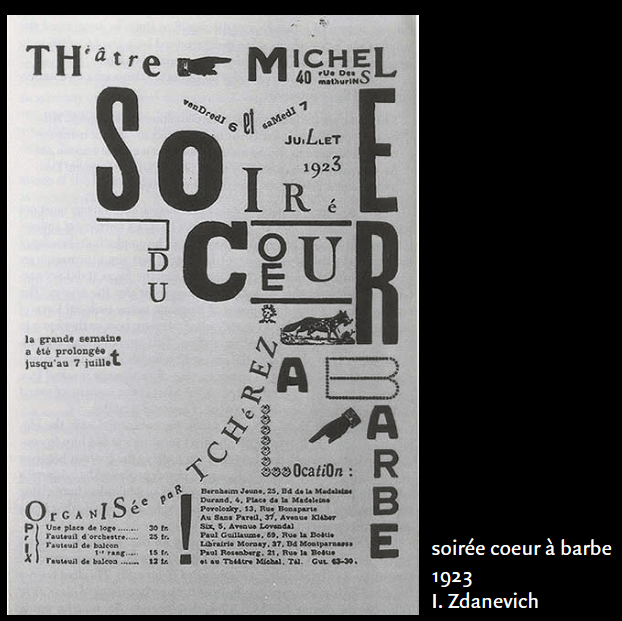 THéâtre MICHEL
40 rUe Des
mathurINS
venDredI 6 et saMedI 7
JUILLET
1923
SOIRéE
DU CŒUR
À BARBE
la grande semaine
a été prolongée
jusqu'au 7 juillet
OrGANISée paR TCHéREZ
LOcatiOn :
Bernheim Jeune, 25, Bd de la Madeleine
Durand, 4, Place de la Madeleine
Povolozky, 13, Rue Bonaparte
Au Sans Pareil, 37, Avenue Kléber
Six, 5, Avenue Lovendal
Paul Guillaume, 59, Rue la Boëtie
Librairie Mornay, 37, Bd Montparnasse
Paul Rosenberg, 21, Rue la Boëtie
et au Théâtre Michel, Tél. Gut. 63-30.
!
PrIx
Une place de loge ....... 30 fr.
Fauteuil d'orchestre..... 25 fr.
Fauteuil de balcon
1er rang..... 15 fr.
Fauteuil de balcon ...... 12 fr.
soirée coeur à barbe
1923
I. Zdanevich